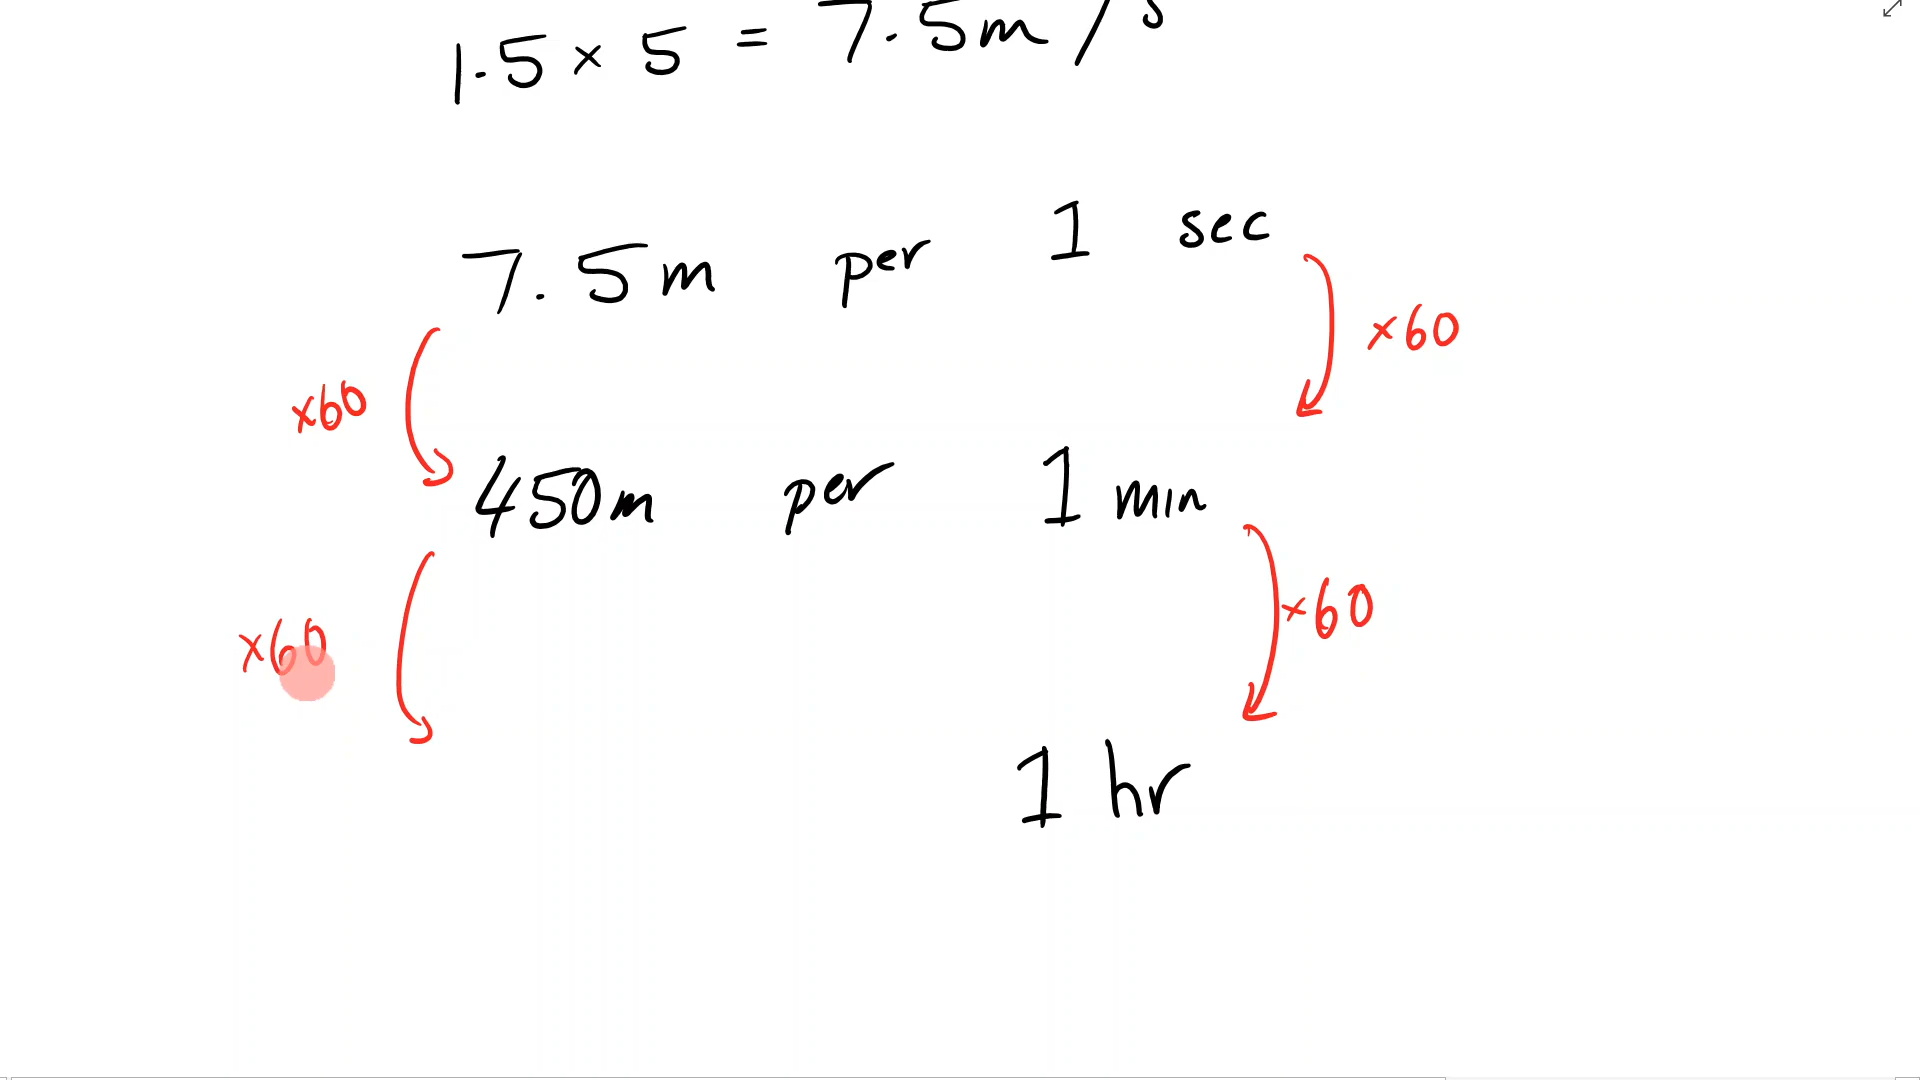 1.5 × 5 = 7.5m/s
7.5m per 1 sec
×60
×60
450m per 1 min
×60
×60
1 hr